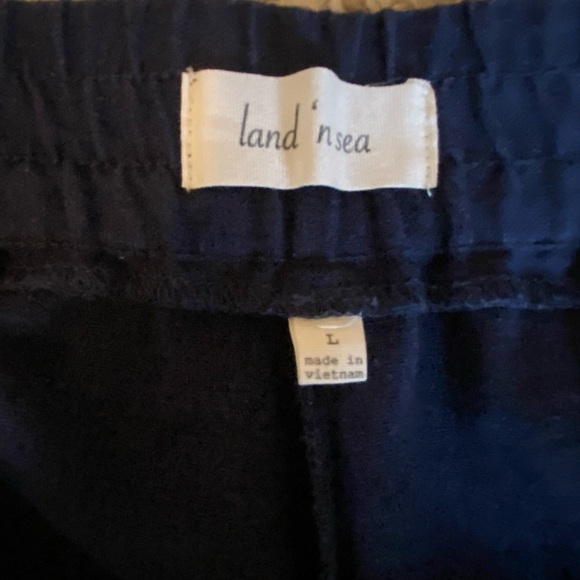 land 'n sea
L
made in
vietnam